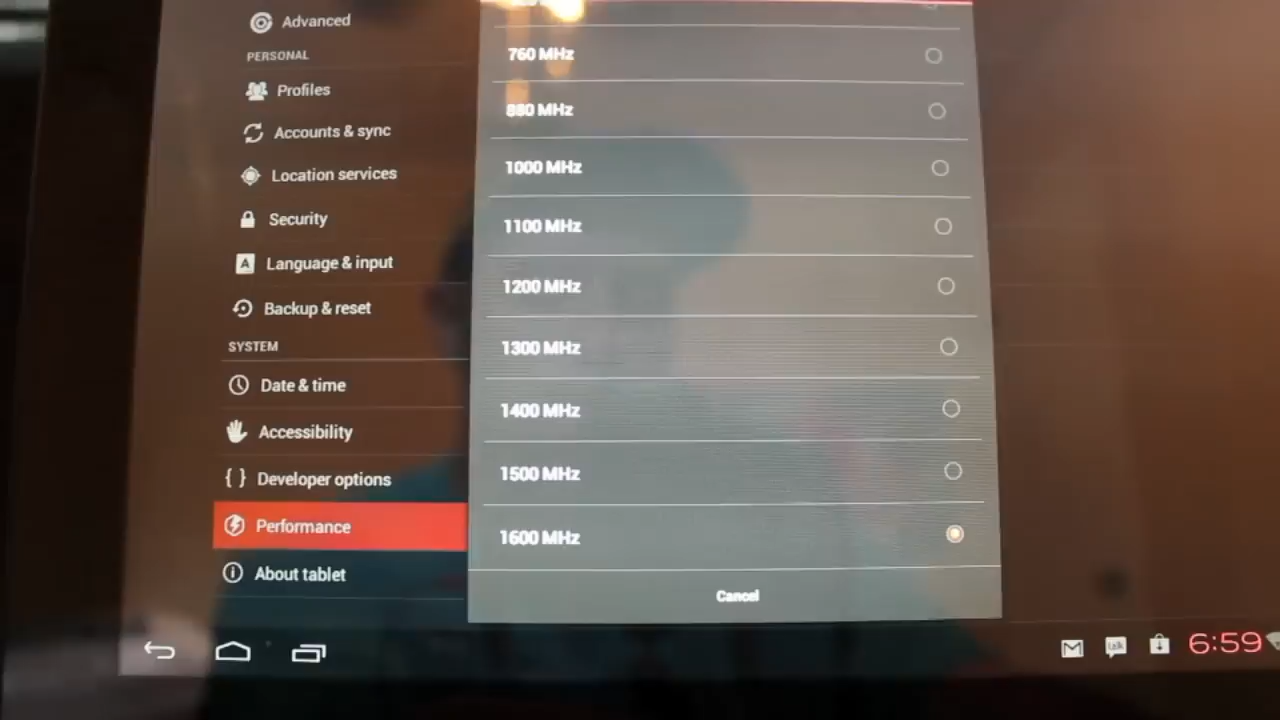 Advanced
PERSONAL
Profiles
Accounts & sync
Location services
Security
A Language & input
Backup & reset
SYSTEM
Date & time
Accessibility
{ } Developer options
Performance
About tablet
760 MHz
880 MHz
1000 MHz
1100 MHz
1200 MHz
1300 MHz
1400 MHz
1500 MHz
1600 MHz
Cancel
talk
6:59